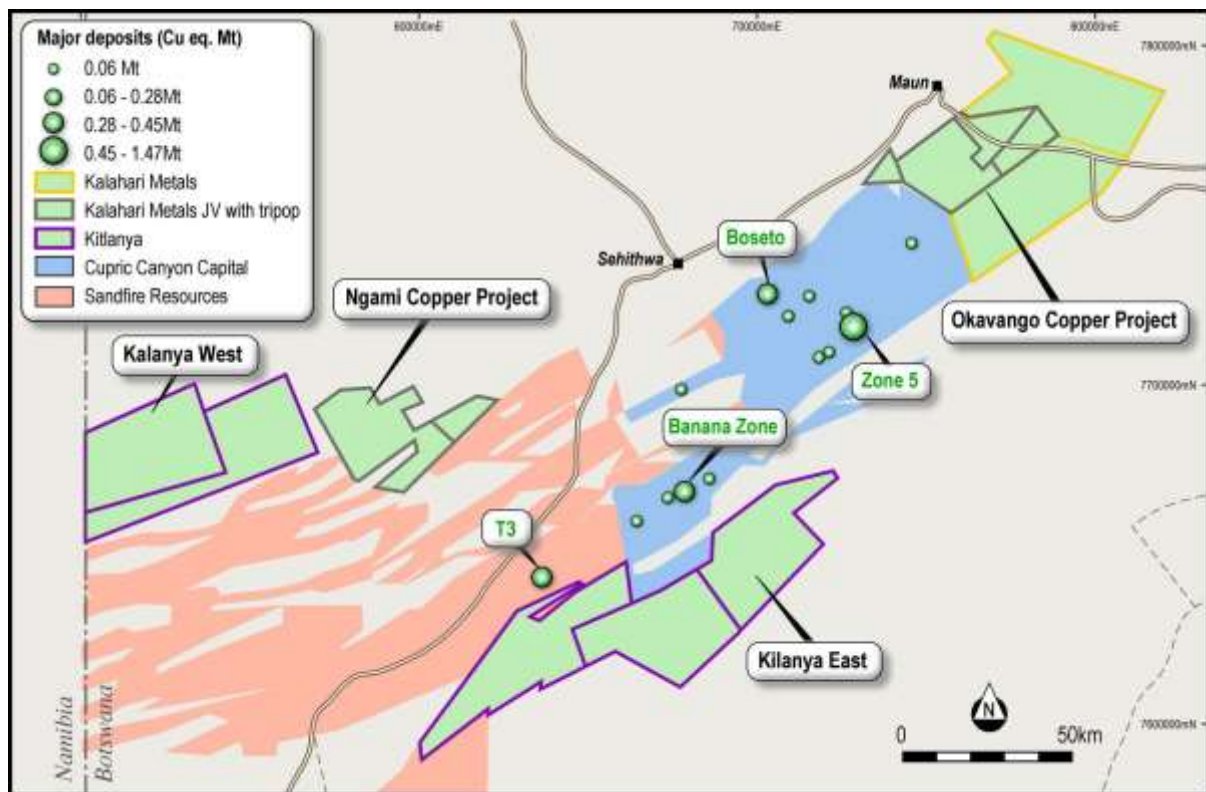 Major deposits (Cu eq. Mt)
0.06 Mt
0.06 - 0.28Mt
0.28 - 0.45Mt
0.45 - 1.47Mt
Kalahari Metals
Kalahari Metals JV with tripop
Kitlanya
Cupric Canyon Capital
Sandfire Resources
600000mE
700000mE
800000mE
7800000mN
Maun
Boseto
Sehithwa
Ngami Copper Project
Okavango Copper Project
Kalanya West
Zone 5
7700000mN
Banana Zone
T3
Kilanya East
N
0
50km
7600000mN
Namibia
Botswana